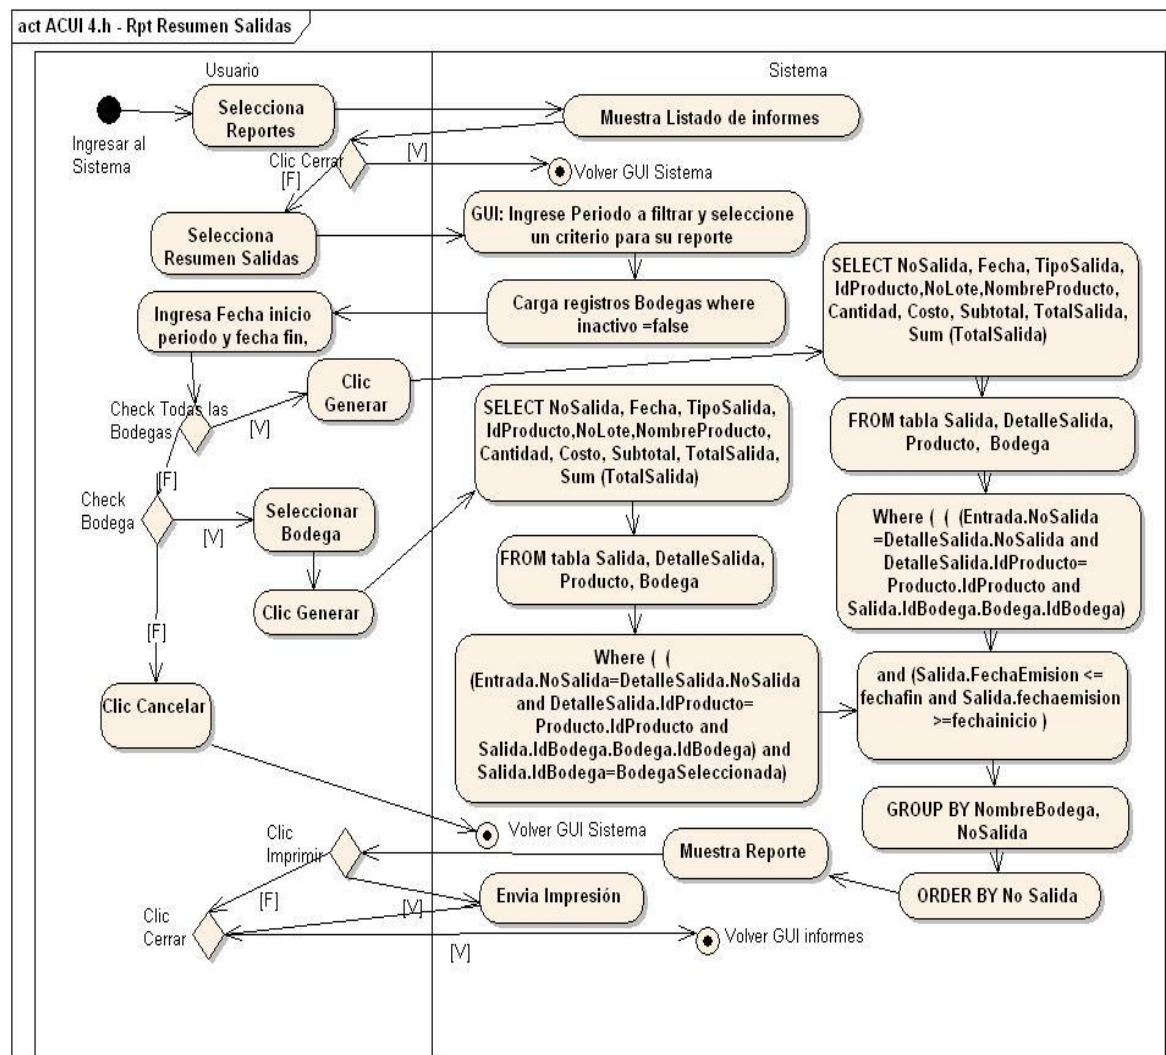 act ACUI 4.h - Rpt Resumen Salidas
Usuario
Sistema
Ingresar al
Sistema
Selecciona
Reportes
Muestra Listado de informes
Clic Cerrar
[V]
[F]
Volver GUI Sistema
Selecciona
Resumen Salidas
GUI: Ingrese Periodo a filtrar y seleccione
un criterio para su reporte
Carga registros Bodegas where
inactivo =false
Ingresa Fecha inicio
periodo y fecha fin,
Check Todas las
Bodegas
[V]
[F]
Clic
Generar
SELECT NoSalida, Fecha, TipoSalida,
IdProducto,NoLote,NombreProducto,
Cantidad, Costo, Subtotal, TotalSalida,
Sum (TotalSalida)
FROM tabla Salida, DetalleSalida,
Producto, Bodega
Where ( ( (Entrada.NoSalida
=DetalleSalida.NoSalida and
DetalleSalida.IdProducto=
Producto.IdProducto and
Salida.IdBodega.Bodega.IdBodega)
Check
Bodega
[V]
[F]
Seleccionar
Bodega
Clic Generar
SELECT NoSalida, Fecha, TipoSalida,
IdProducto,NoLote,NombreProducto,
Cantidad, Costo, Subtotal, TotalSalida,
Sum (TotalSalida)
FROM tabla Salida, DetalleSalida,
Producto, Bodega
Where ( (
(Entrada.NoSalida=DetalleSalida.NoSalida
and DetalleSalida.IdProducto=
Producto.IdProducto and
Salida.IdBodega.Bodega.IdBodega) and
Salida.IdBodega=BodegaSeleccionada)
and (Salida.FechaEmision <=
fechafin and Salida.fechaemision
>=fechainicio )
Clic Cancelar
Volver GUI Sistema
GROUP BY NombreBodega,
NoSalida
ORDER BY No Salida
Muestra Reporte
Clic
Imprimir
[F]
[V]
Envia Impresión
Clic
Cerrar
[V]
Volver GUI informes